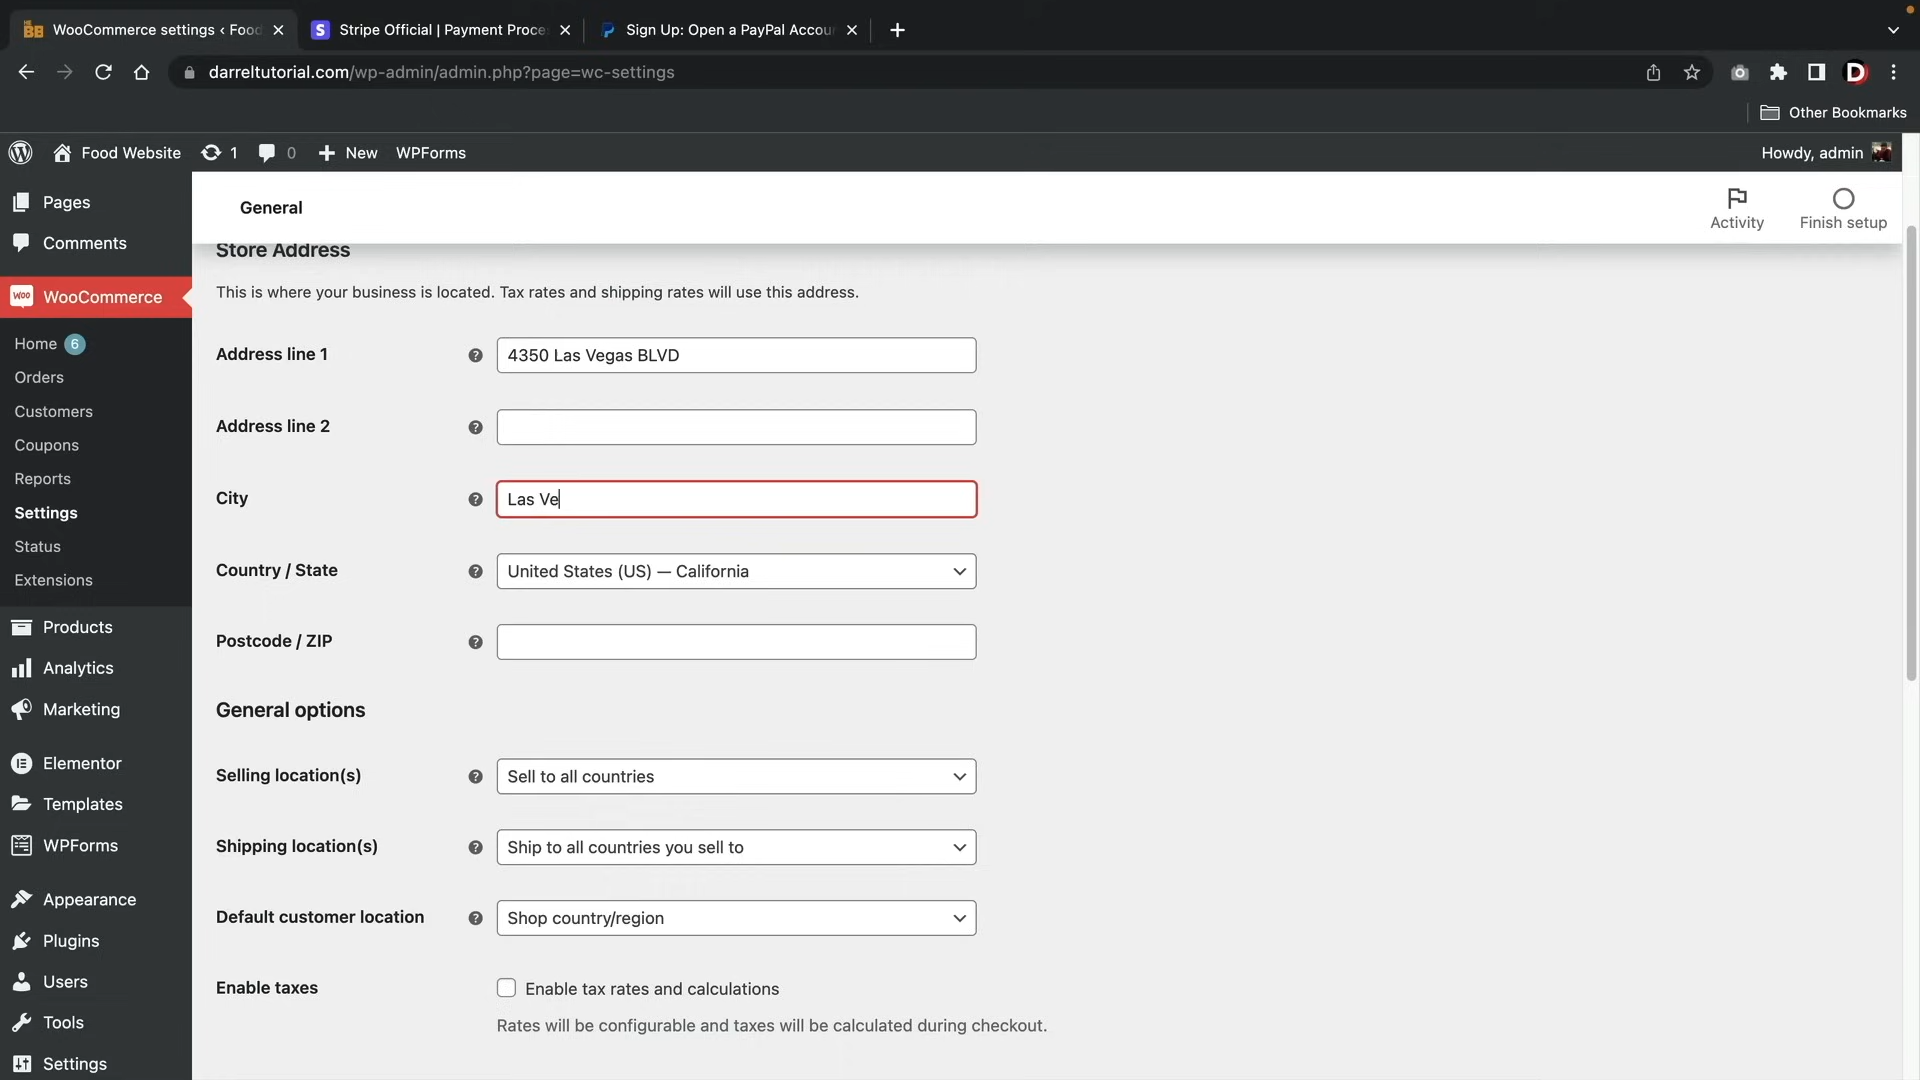 WooCommerce settings ‹ Food
Stripe Official | Payment Proce
Sign Up: Open a PayPal Accou
darreltutorial.com/wp-admin/admin.php?page=wc-settings
Other Bookmarks
Food Website
1
0
New
WPForms
Howdy, admin
Pages
Comments
WooCommerce
Home 6
Orders
Customers
Coupons
Reports
Settings
Status
Extensions
Products
Analytics
Marketing
Elementor
Templates
WPForms
Appearance
Plugins
Users
Tools
Settings
General
Activity
Finish setup
Store Address
This is where your business is located. Tax rates and shipping rates will use this address.
Address line 1
4350 Las Vegas BLVD
Address line 2
City
Las Ve
Country / State
United States (US) — California
Postcode / ZIP
General options
Selling location(s)
Sell to all countries
Shipping location(s)
Ship to all countries you sell to
Default customer location
Shop country/region
Enable taxes
Enable tax rates and calculations
Rates will be configurable and taxes will be calculated during checkout.